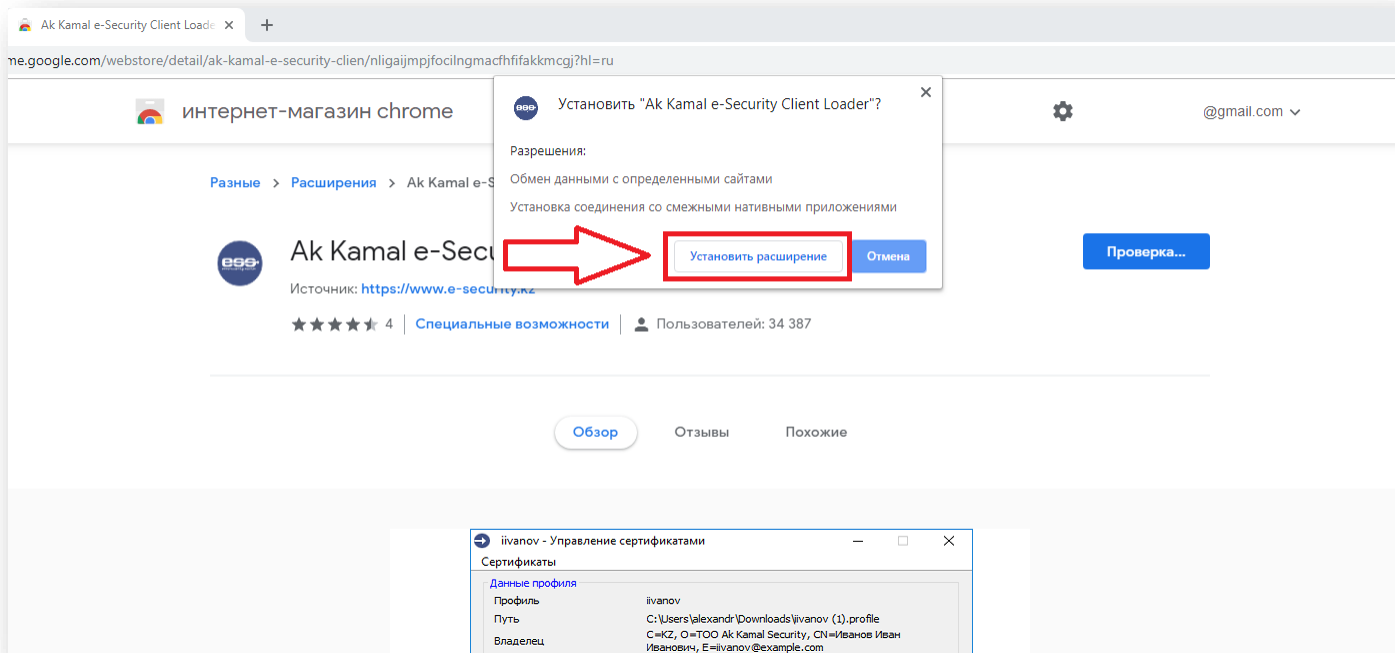 Ak Kamal e-Security Client Loade
me.google.com/webstore/detail/ak-kamal-e-security-clien/nligaijmpjfocilngmacfhfifakkmcgj?hl=ru
интернет-магазин chrome
@gmail.com
Установить "Ak Kamal e-Security Client Loader"?
Разрешения:
Обмен данными с определенными сайтами
Установка соединения со смежными нативными приложениями
Установить расширение
Отмена
Разные > Расширения > Ak Kamal e-S
ess
Ak Kamal e-Secu
Проверка...
Источник: https://www.e-security.kz
4 Специальные возможности Пользователей: 34 387
Обзор Отзывы Похожие
iivanov - Управление сертификатами
Сертификаты
Данные профиля
Профиль iivanov
Путь C:\Users\alexandr\Downloads\iivanov (1).profile
Владелец C=KZ, O=ТОО Ak Kamal Security, CN=Иванов Иван
Иванович, E=iivanov@example.com